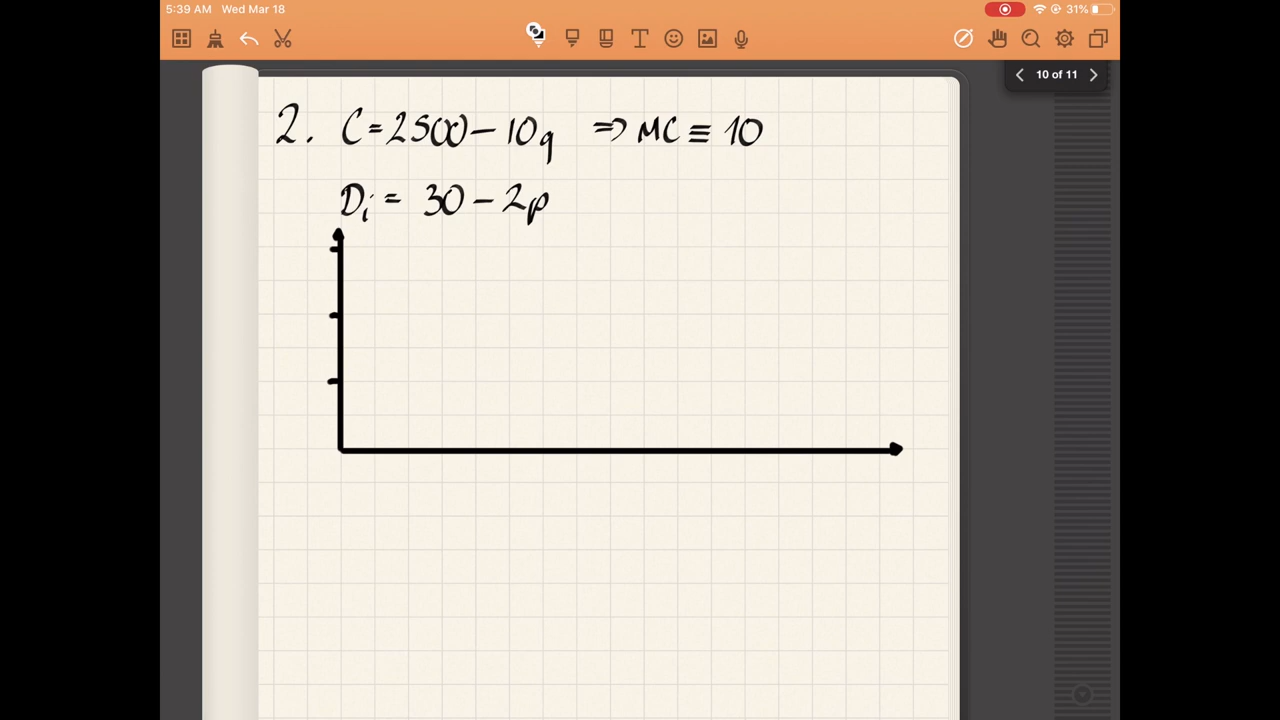 5:39 AM Wed Mar 18 31%
10 of 11
2. C = 2500 - 10q ⇒ MC ≡ 10
Di = 30 - 2p